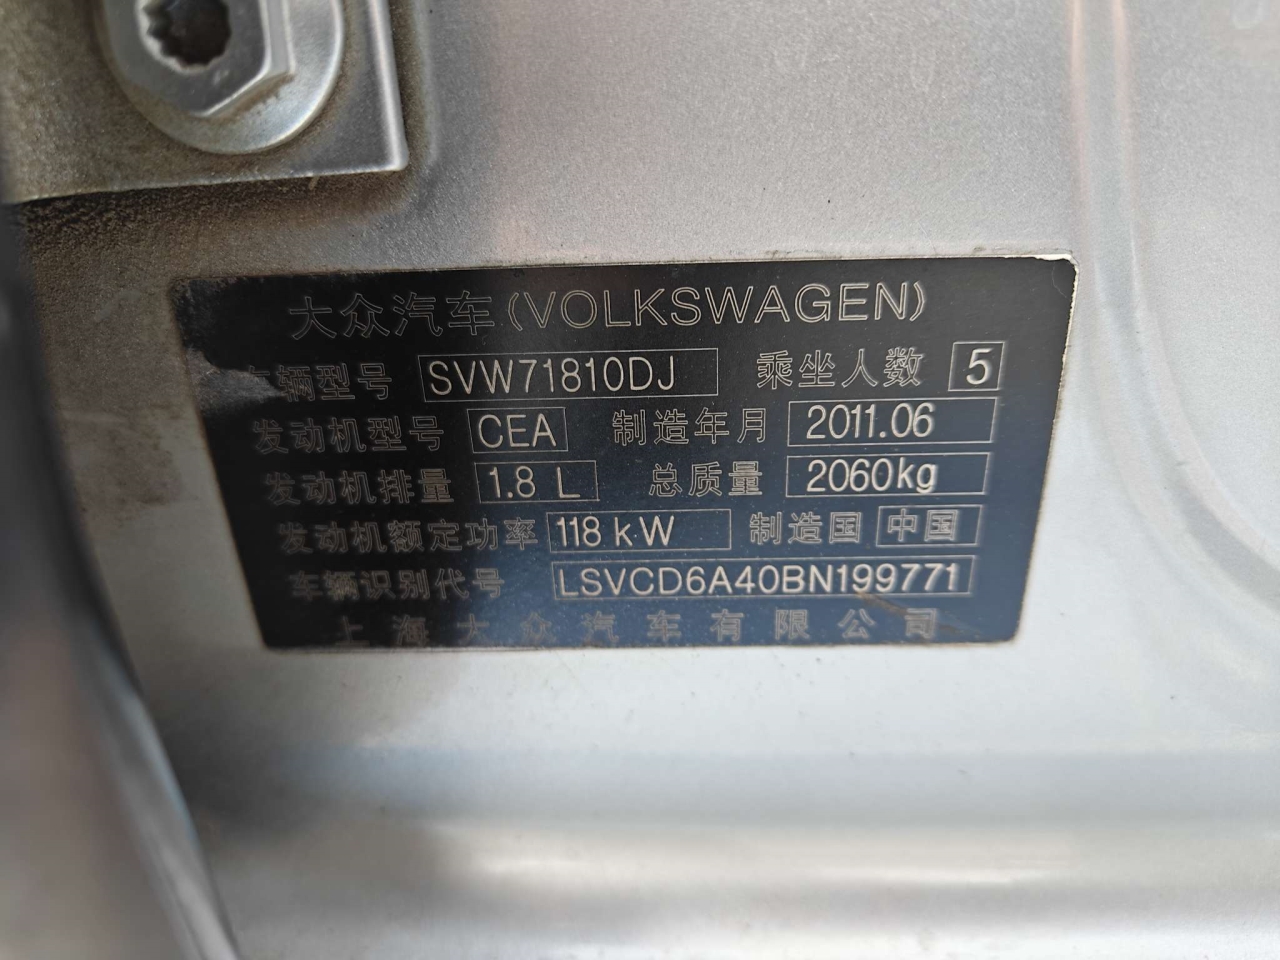 大众汽车(VOLKSWAGEN)
车辆型号 SVW71810DJ 乘坐人数 5
发动机型号 CEA 制造年月 2011.06
发动机排量 1.8 L 总质量 2060kg
发动机额定功率 118 kW 制造国 中国
车辆识别代号 LSVCD6A40BN199771
上海大众汽车有限公司